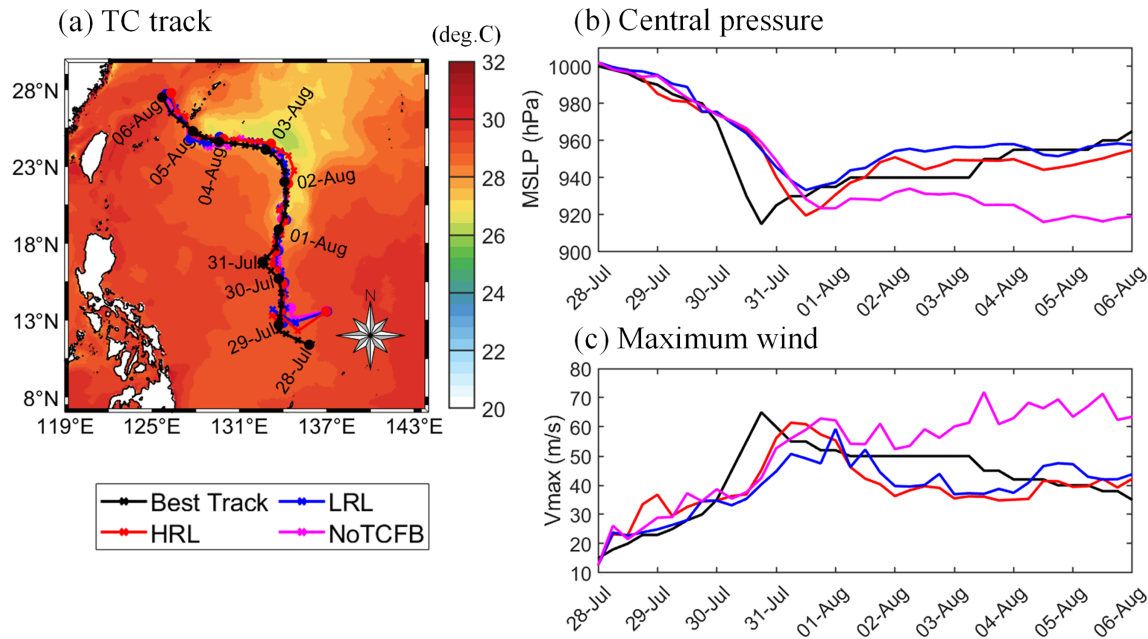 (a) TC track
(deg.C)
28°N
23°N
18°N
13°N
8°N
119°E
125°E
131°E
137°E
143°E
06-Aug
05-Aug
04-Aug
03-Aug
02-Aug
01-Aug
31-Jul
30-Jul
29-Jul
28-Jul
N
32
30
28
26
24
22
20
Best Track
LRL
HRL
NoTCFB
(b) Central pressure
MSLP (hPa)
1000
980
960
940
920
900
28-Jul
29-Jul
30-Jul
31-Jul
01-Aug
02-Aug
03-Aug
04-Aug
05-Aug
06-Aug
(c) Maximum wind
Vmax (m/s)
80
70
60
50
40
30
20
10
28-Jul
29-Jul
30-Jul
31-Jul
01-Aug
02-Aug
03-Aug
04-Aug
05-Aug
06-Aug